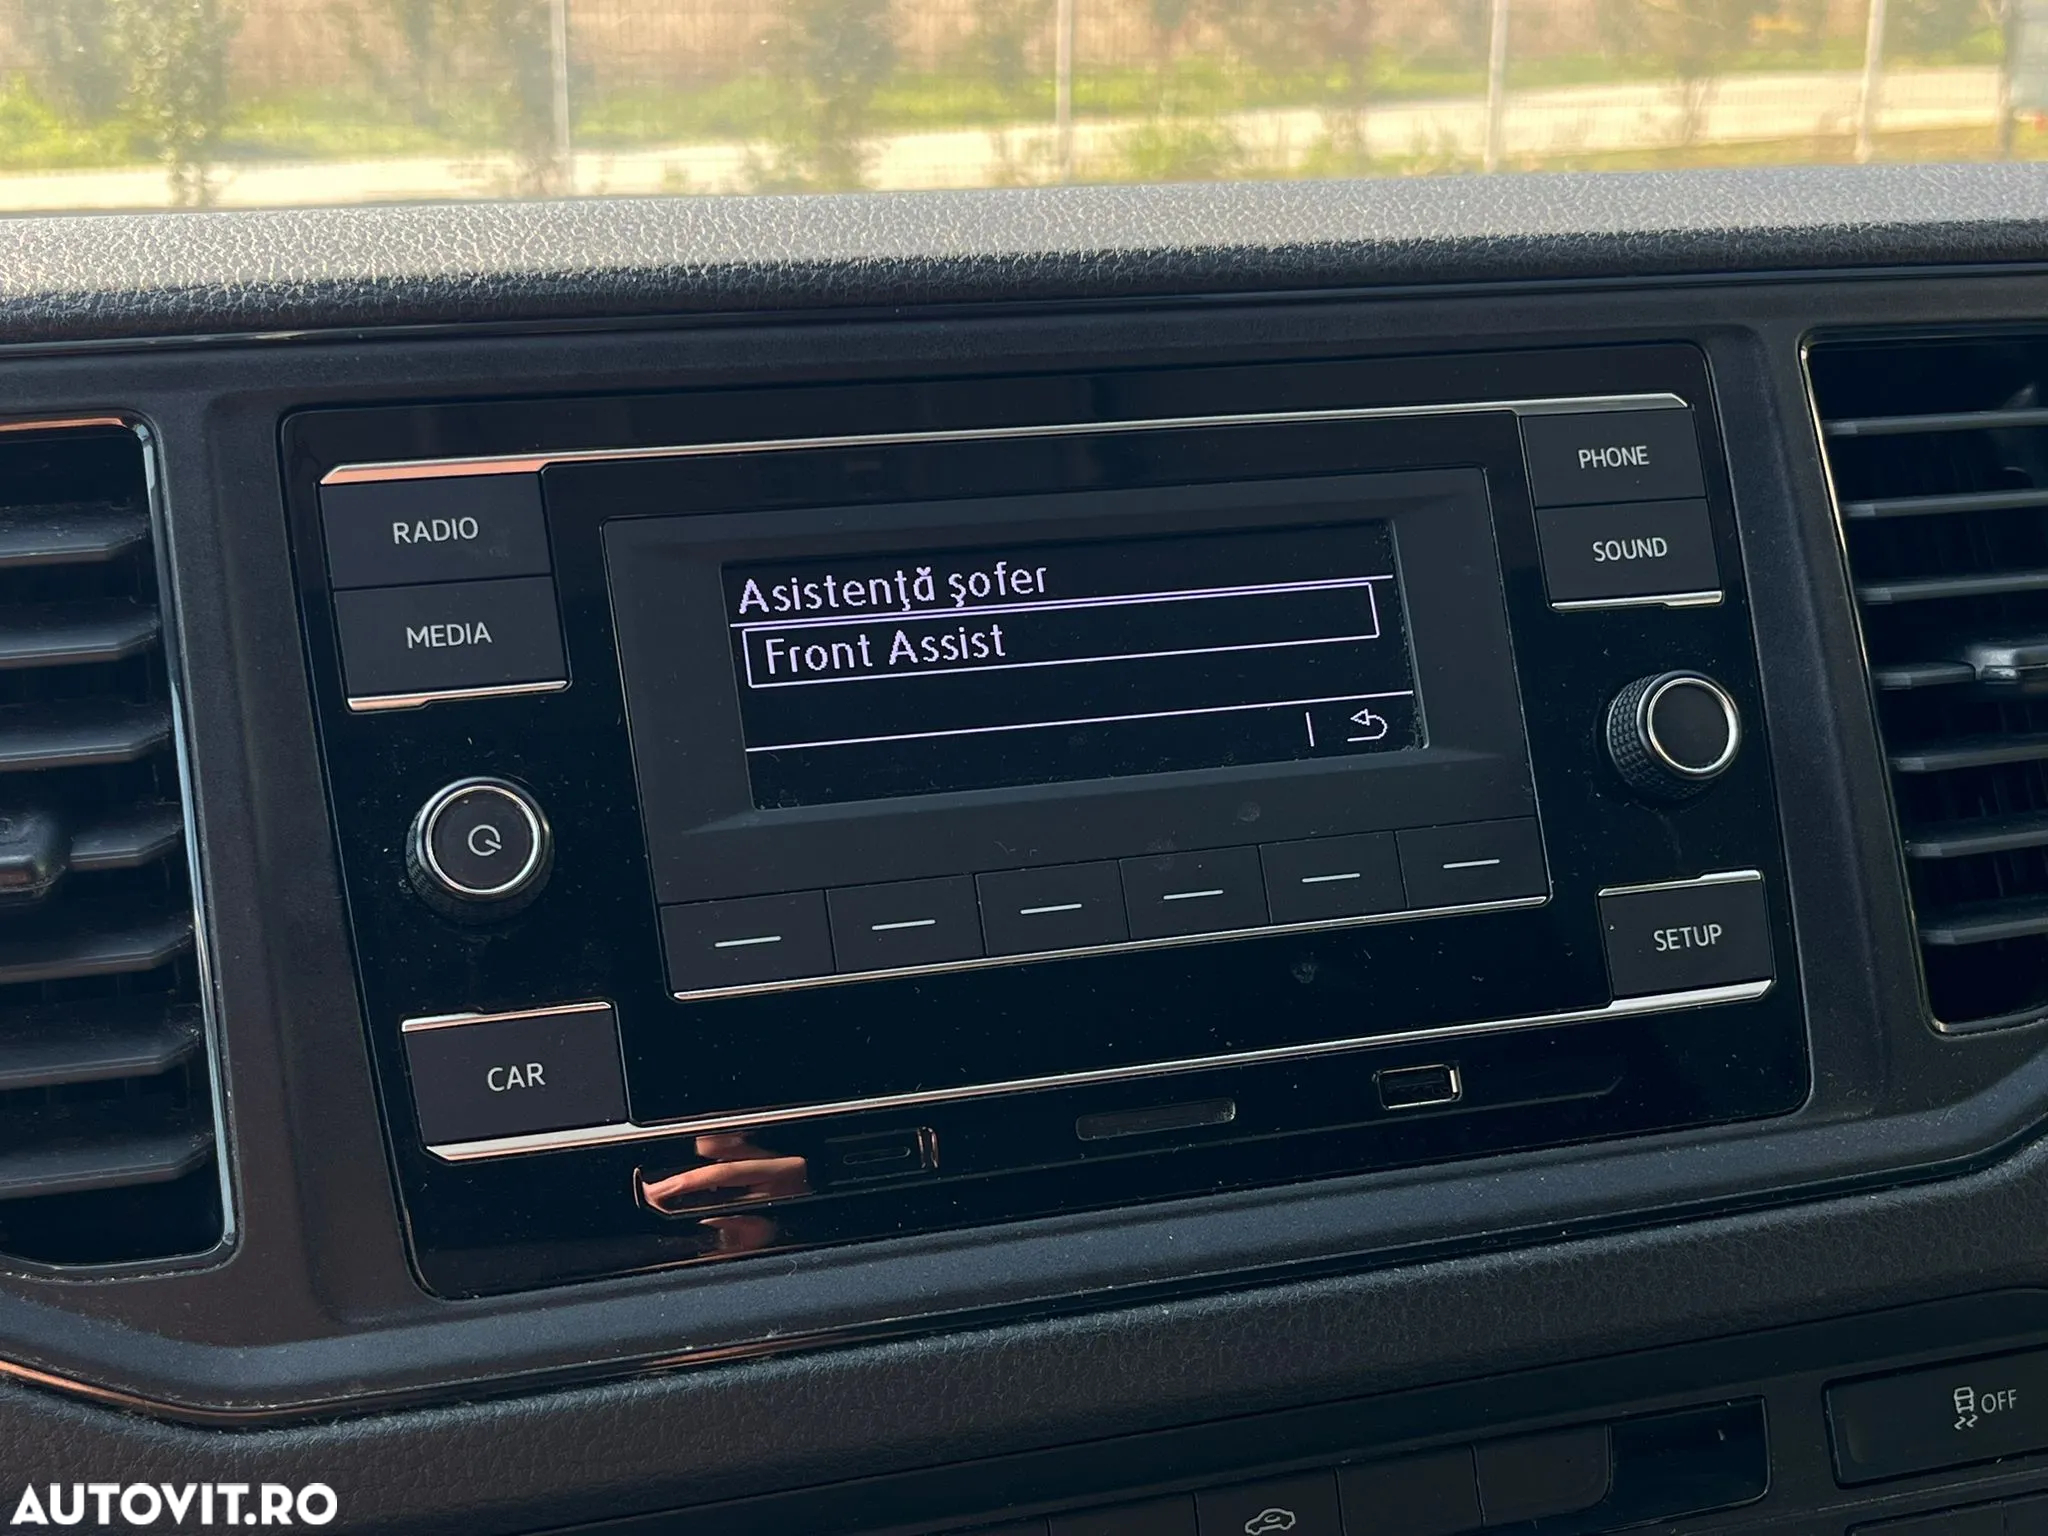 PHONE
RADIO
SOUND
Asistenţă şofer
MEDIA
Front Assist
SETUP
CAR
OFF
AUTOVIT.RO